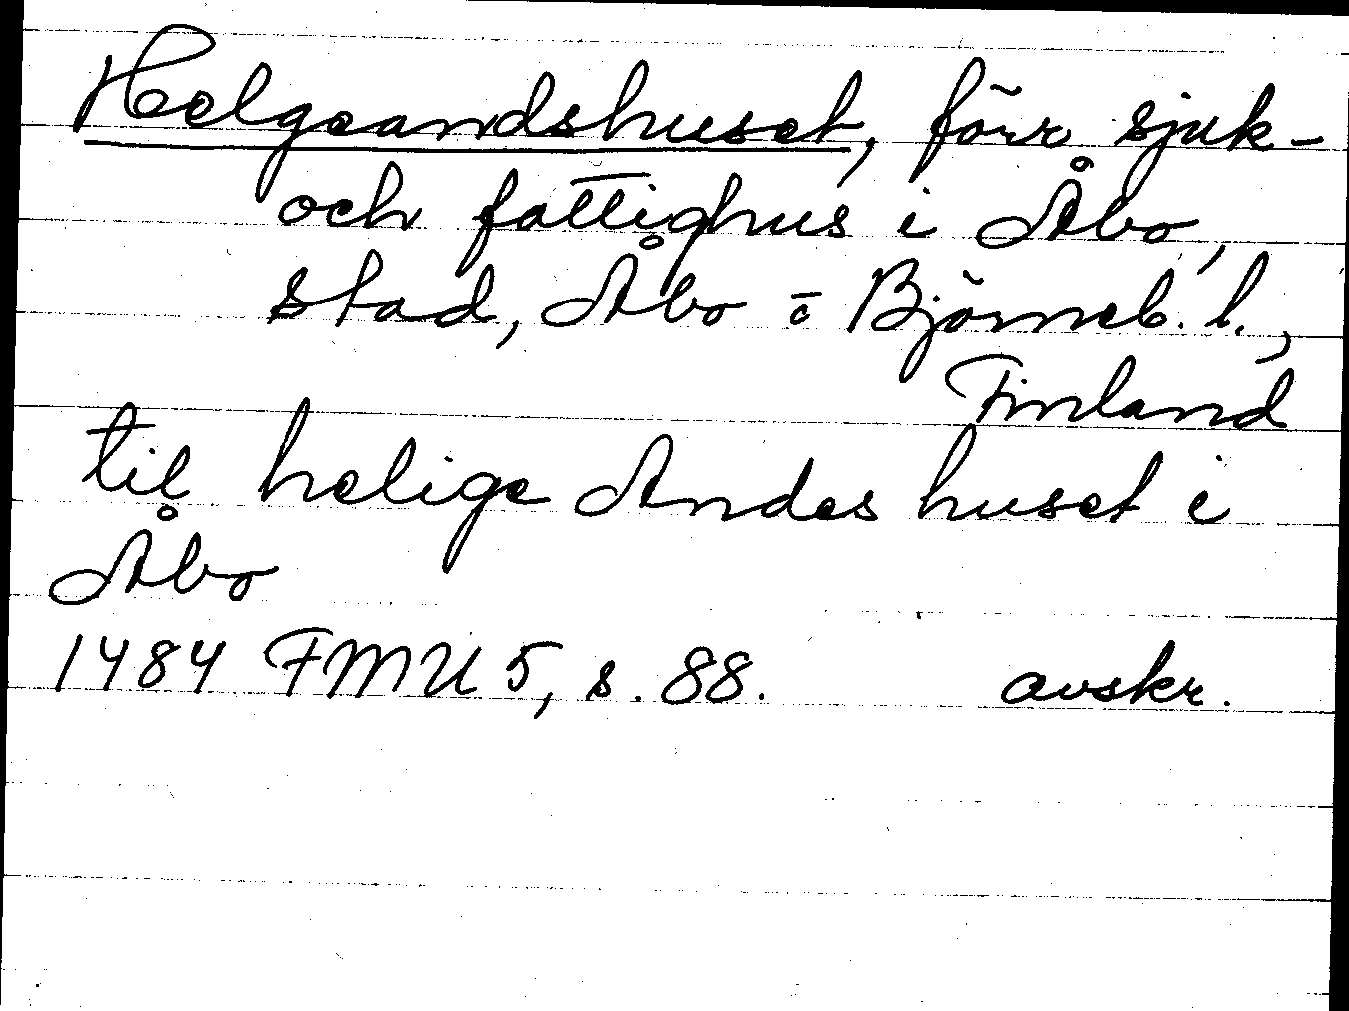 Helgeandshuset, förr sjuk-
och fattighus i Åbo,
stad, Åbo o Björneb. l.,
Finland
til helige Andes huset i
Åbo
1484 FMU 5, s. 88. avskr.